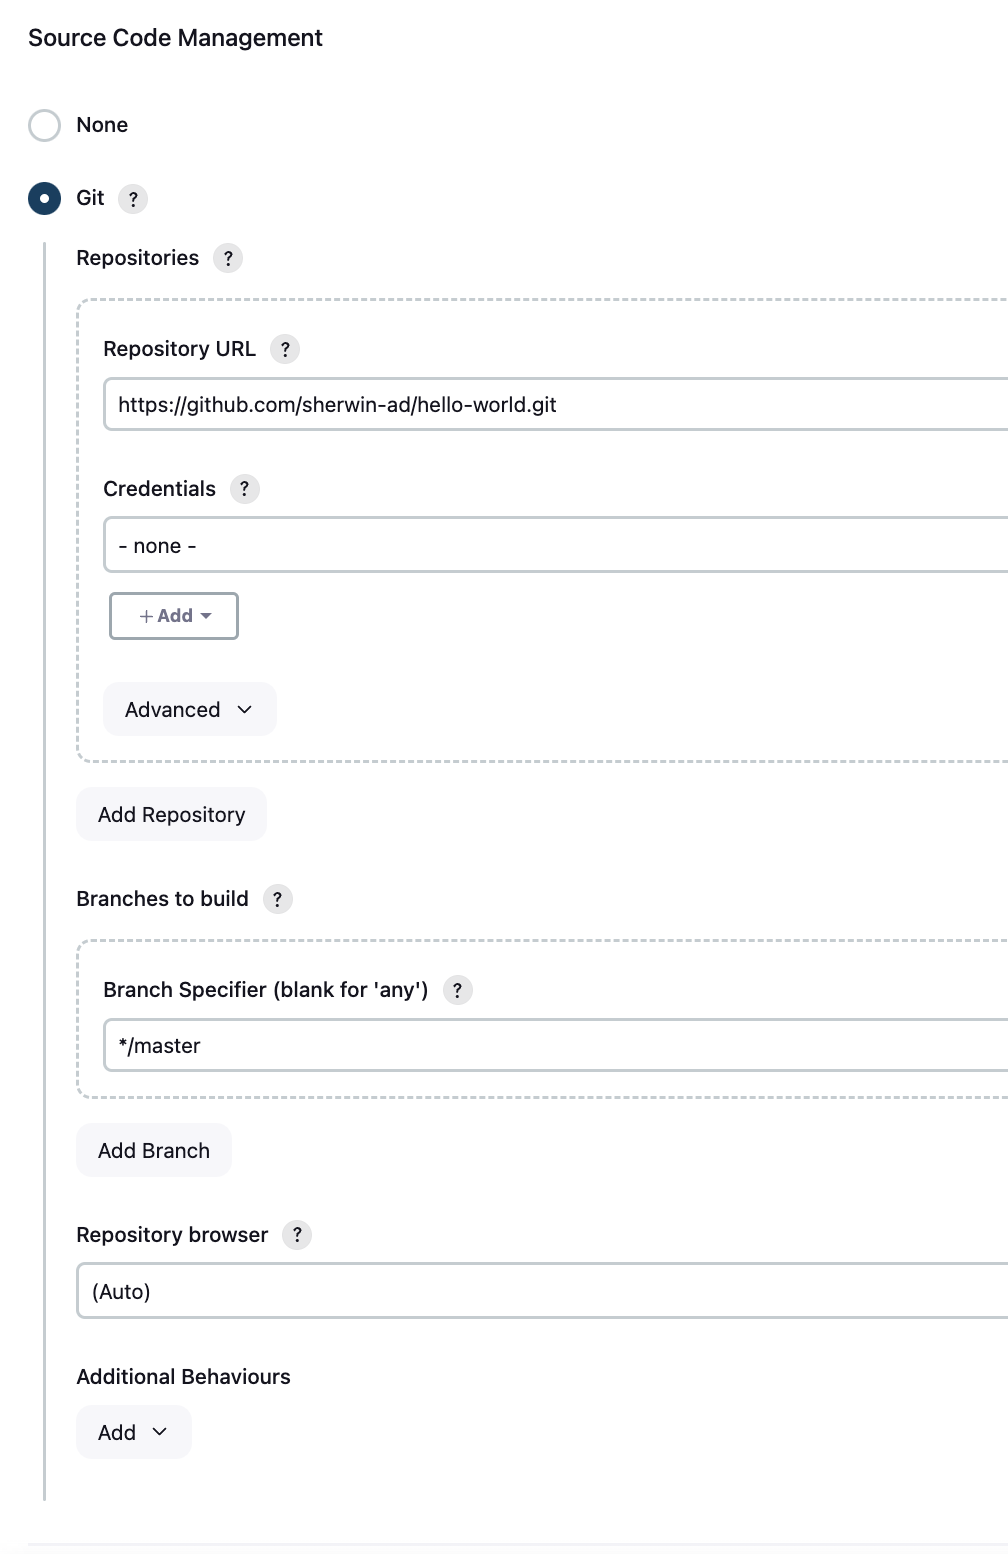 Source Code Management
None
Git ?
Repositories ?
Repository URL ?
https://github.com/sherwin-ad/hello-world.git
Credentials ?
- none -
+ Add
Advanced
Add Repository
Branches to build ?
Branch Specifier (blank for 'any') ?
*/master
Add Branch
Repository browser ?
(Auto)
Additional Behaviours
Add